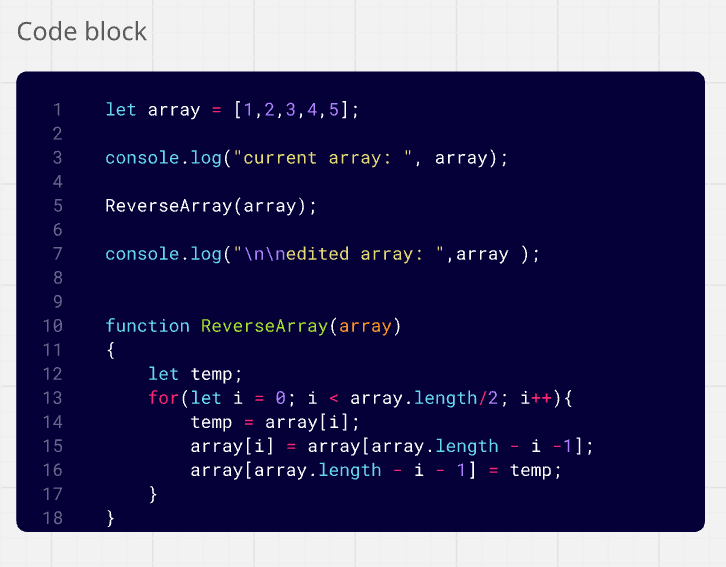 Code block
1 let array = [1,2,3,4,5];
2
3 console.log("current array: ", array);
4
5 ReverseArray(array);
6
7 console.log("\n\nedited array: ",array );
8
9
10 function ReverseArray(array)
11 {
12     let temp;
13     for(let i = 0; i < array.length/2; i++){
14         temp = array[i];
15         array[i] = array[array.length - i -1];
16         array[array.length - i - 1] = temp;
17     }
18 }